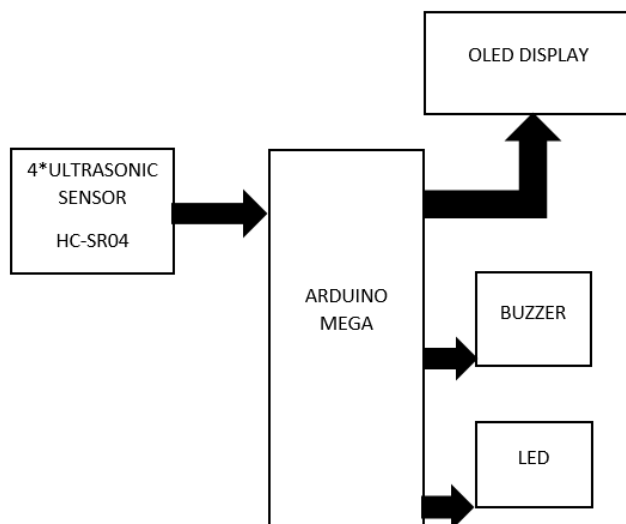 OLED DISPLAY
4*ULTRASONIC
SENSOR
HC-SR04
ARDUINO
MEGA
BUZZER
LED